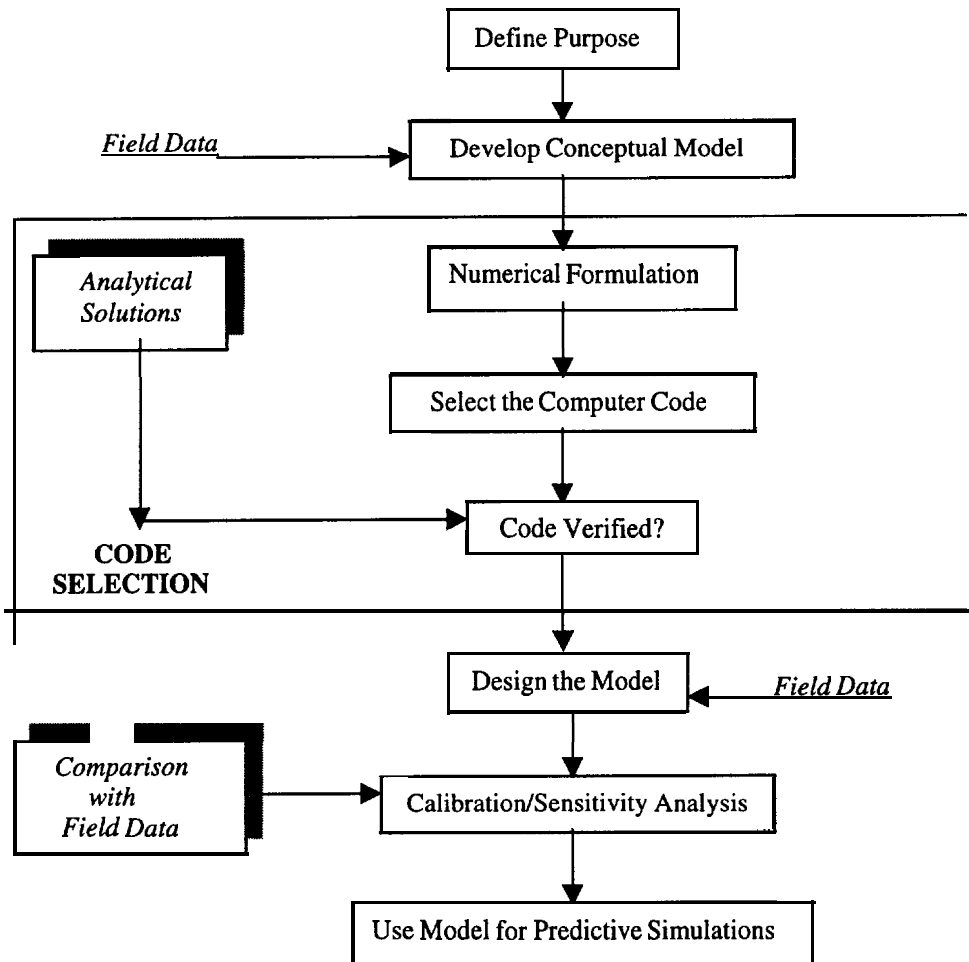 Define Purpose
Field Data
Develop Conceptual Model
Analytical
Solutions
Numerical Formulation
Select the Computer Code
Code Verified?
CODE
SELECTION
Design the Model
Field Data
Comparison
with
Field Data
Calibration/Sensitivity Analysis
Use Model for Predictive Simulations